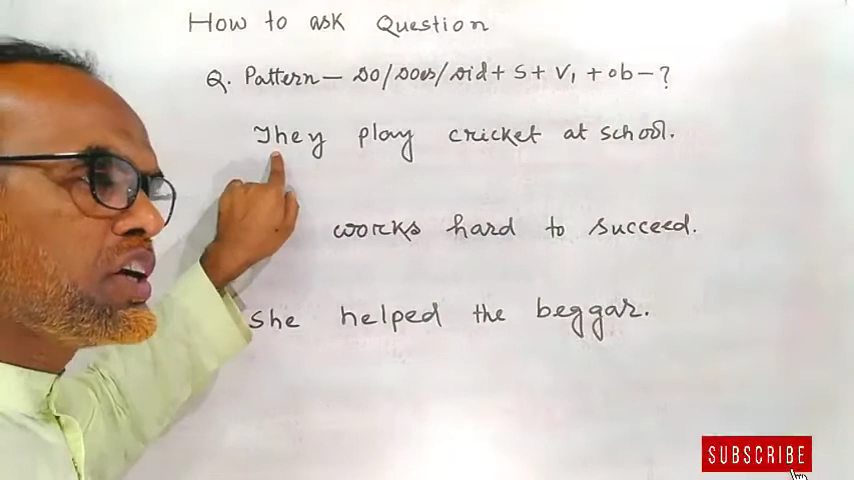 How to ask Question
Q. Pattern - Do/Does/Did + S + V1 + ob - ?
They play cricket at school.
works hard to succeed.
She helped the beggar.
SUBSCRIBE